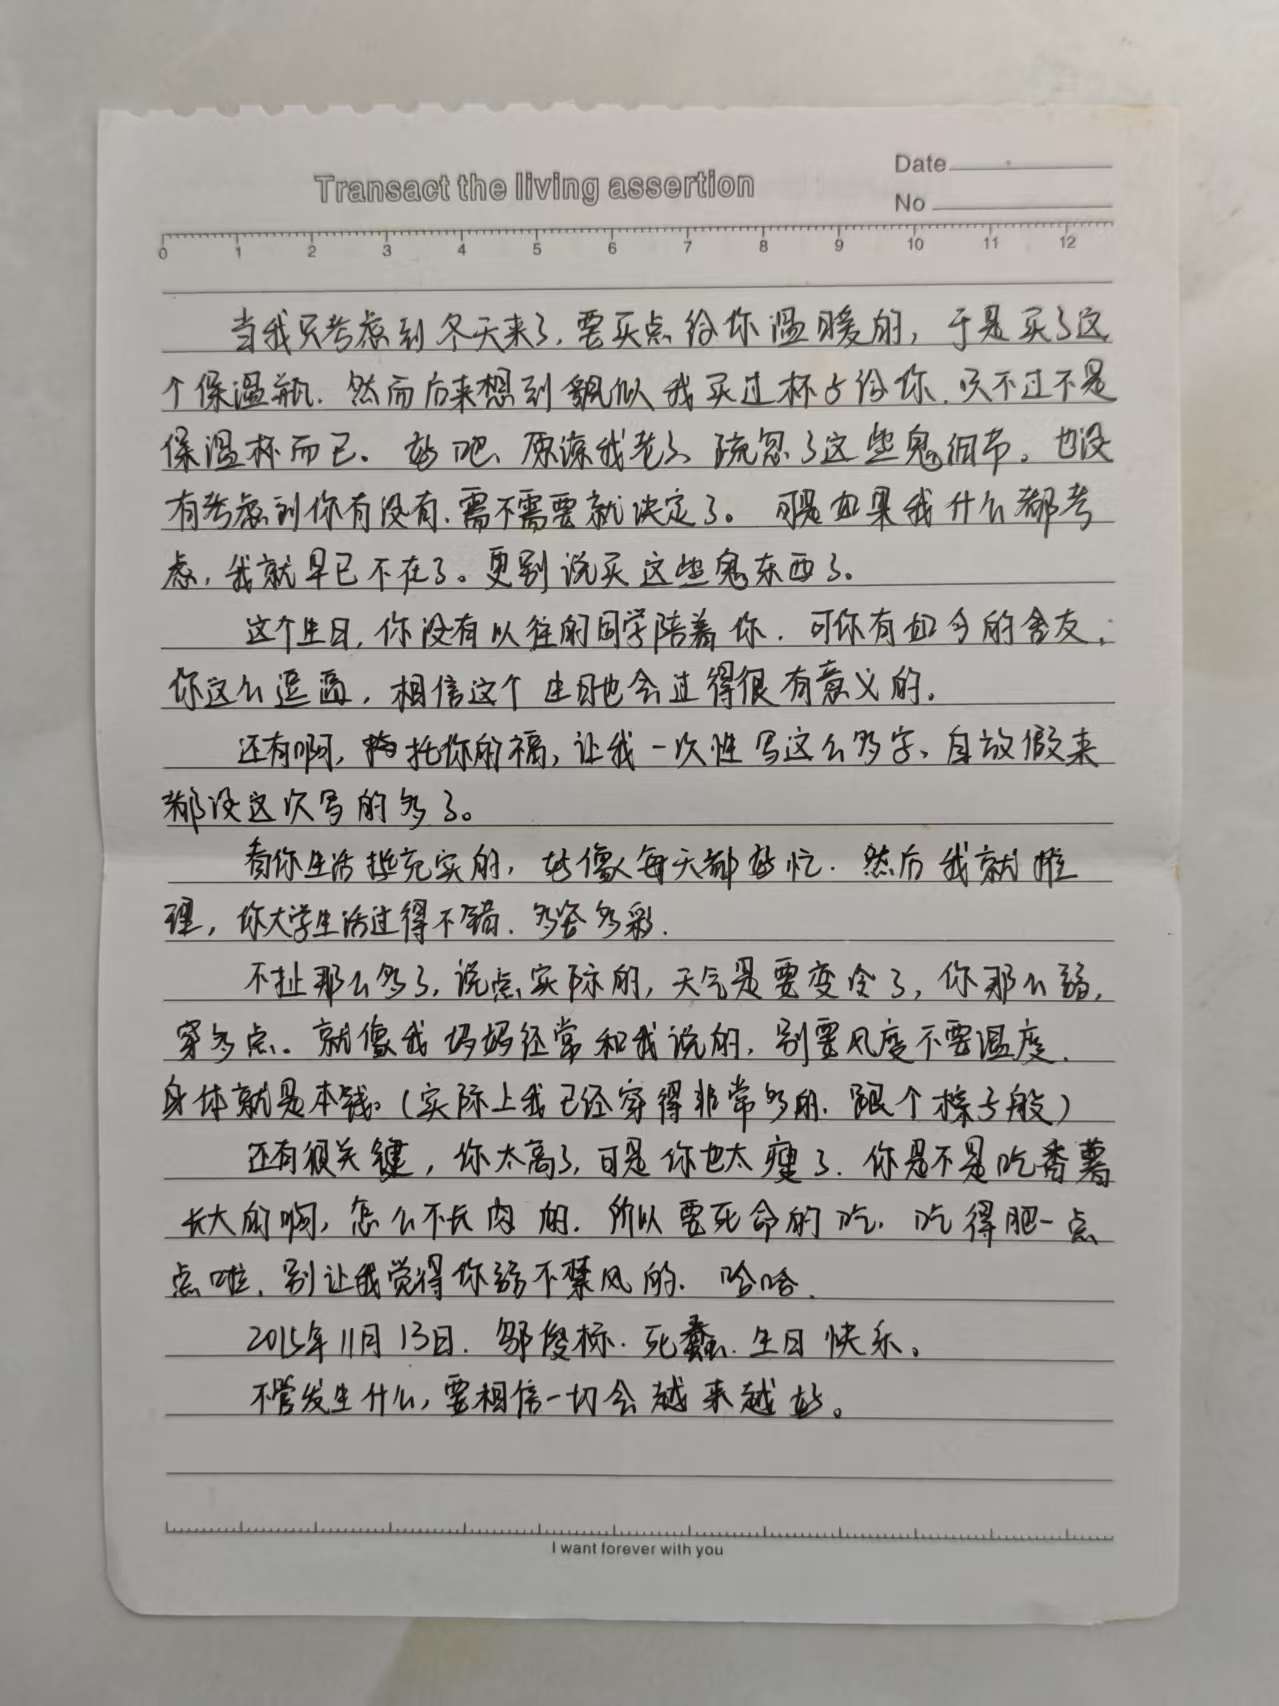 Transact the living assertion
Date
No
0 1 2 3 4 5 6 7 8 9 10 11 12
当我只考虑到冬天来了,要买点给你温暖的,于是买了这
个保温瓶.然而后来想到貌似我买过杯子给你.只不过不是
保温杯而已。好吧、原谅我老了、疏忽了这些鬼细节。也没
有考虑到你有没有.需不需要就决定了。可是如果我什么都考
虑,我就早已不在了。更别说买这些鬼东西了。
这个生日,你没有以往的同学陪着你.可你有如今的舍友.
你这么逗逼,相信这个生日也会过得很有意义的.
还有啊,托你的福,让我一次性写这么多字、自放假来
都没这次写的多了。
看你生活挺充实的,好像每天都好忙.然后我就推
理,你大学生活过得不错.多姿多彩.
不扯那么多了,说点实际的,天气是要变冷了,你那么弱,
穿多点。就像我妈妈经常和我说的,别要风度不要温度.
身体就是本钱。(实际上我已经穿得非常多的.跟个粽子般)
还有很关键,你太高了,可是你也太瘦了.你是不是吃香薯
长大的啊,怎么不长肉的.所以要死命的吃.吃得肥一点
点啦.别让我觉得你弱不禁风的.哈哈.
2015年11月13日.邹俊标.死蠢.生日快乐。
不管发生什么,要相信一切会越来越好。
I want forever with you